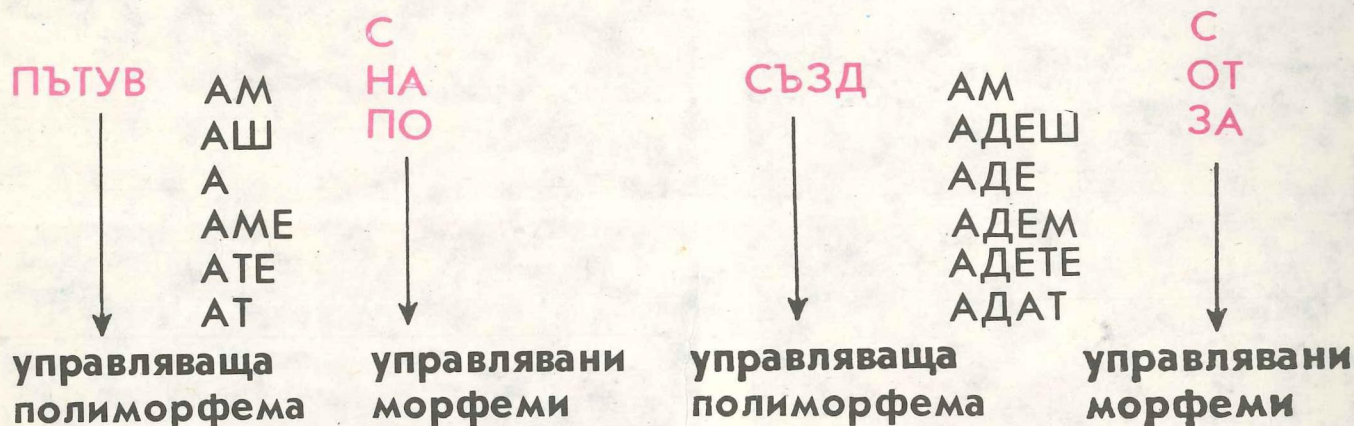 ПЪТУВ
АМ
АШ
А
АМЕ
АТЕ
АТ
С
НА
ПО
управляваща
полиморфема
управлявани
морфеми
СЪЗД
АМ
АДЕШ
АДЕ
АДЕМ
АДЕТЕ
АДАТ
С
ОТ
ЗА
управляваща
полиморфема
управлявани
морфеми